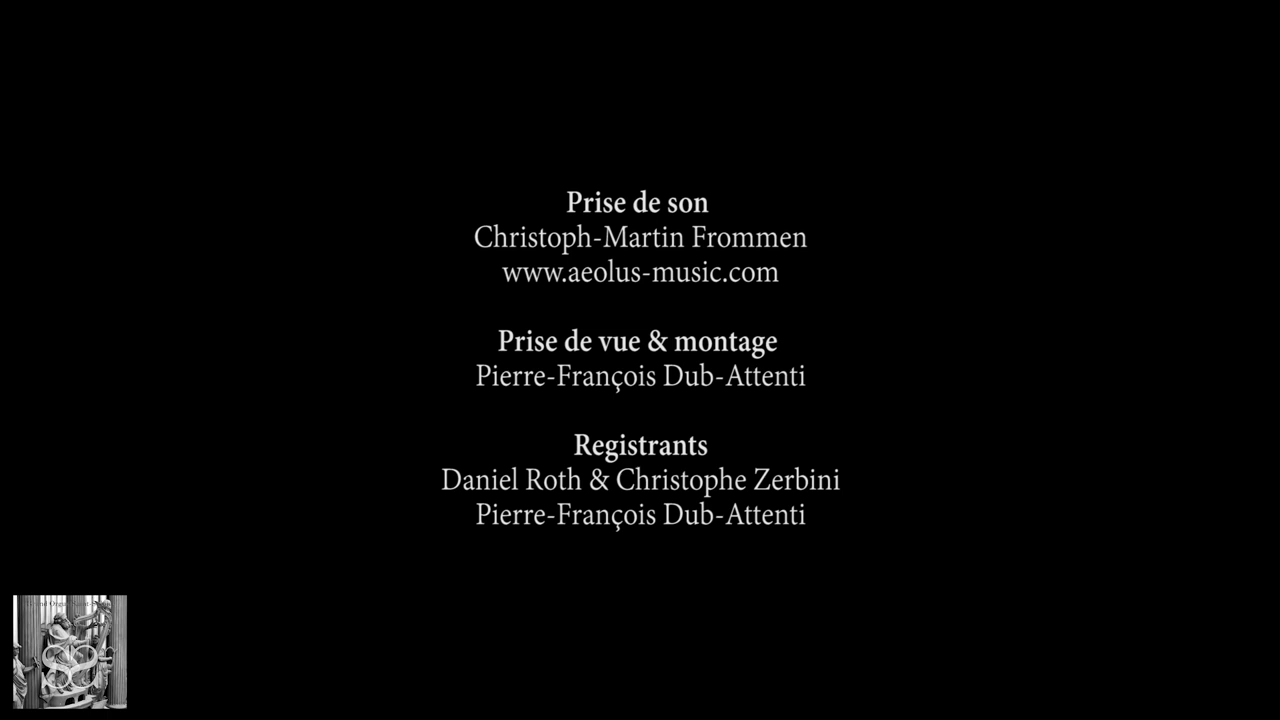 Prise de son
Christoph-Martin Frommen
www.aeolus-music.com
Prise de vue & montage
Pierre-François Dub-Attenti
Registrants
Daniel Roth & Christophe Zerbini
Pierre-François Dub-Attenti